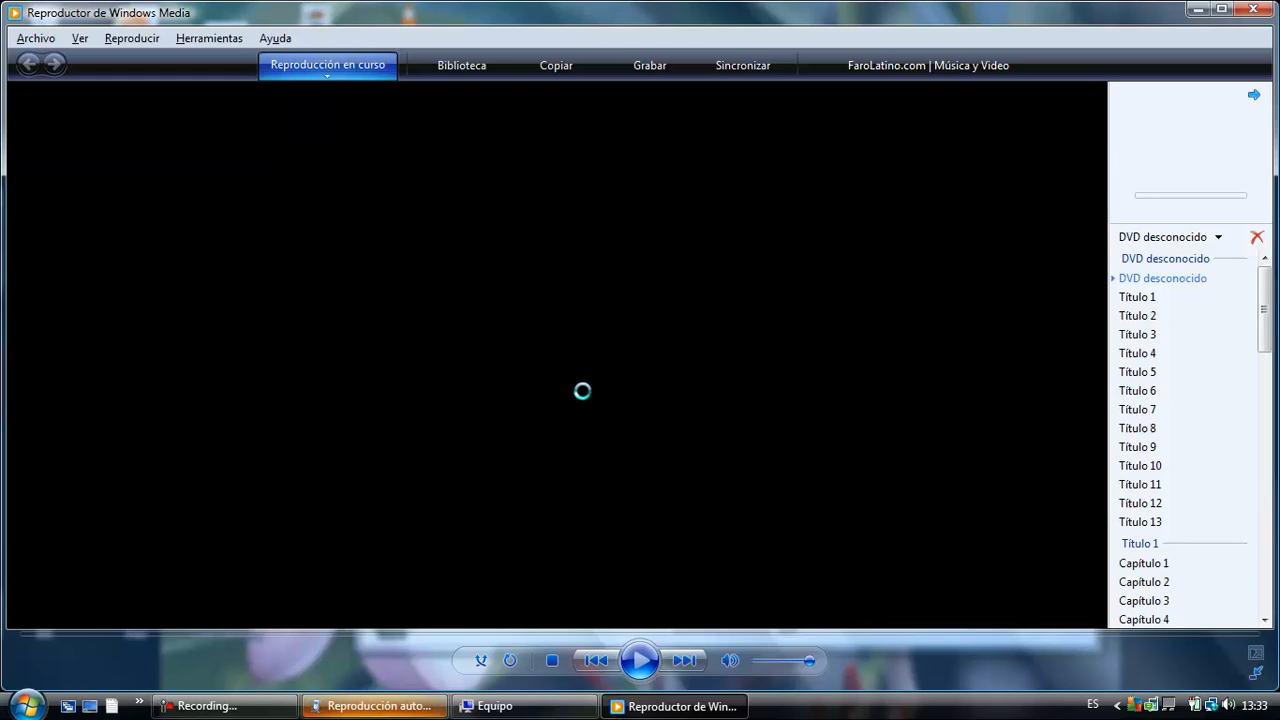 Reproductor de Windows Media
Archivo Ver Reproducir Herramientas Ayuda
Reproducción en curso Biblioteca Copiar Grabar Sincronizar FaroLatino.com | Música y Video
DVD desconocido
DVD desconocido
DVD desconocido
Título 1
Título 2
Título 3
Título 4
Título 5
Título 6
Título 7
Título 8
Título 9
Título 10
Título 11
Título 12
Título 13
Título 1
Capítulo 1
Capítulo 2
Capítulo 3
Capítulo 4
Recording... Reproducción auto... Equipo Reproductor de Win... ES 13:33